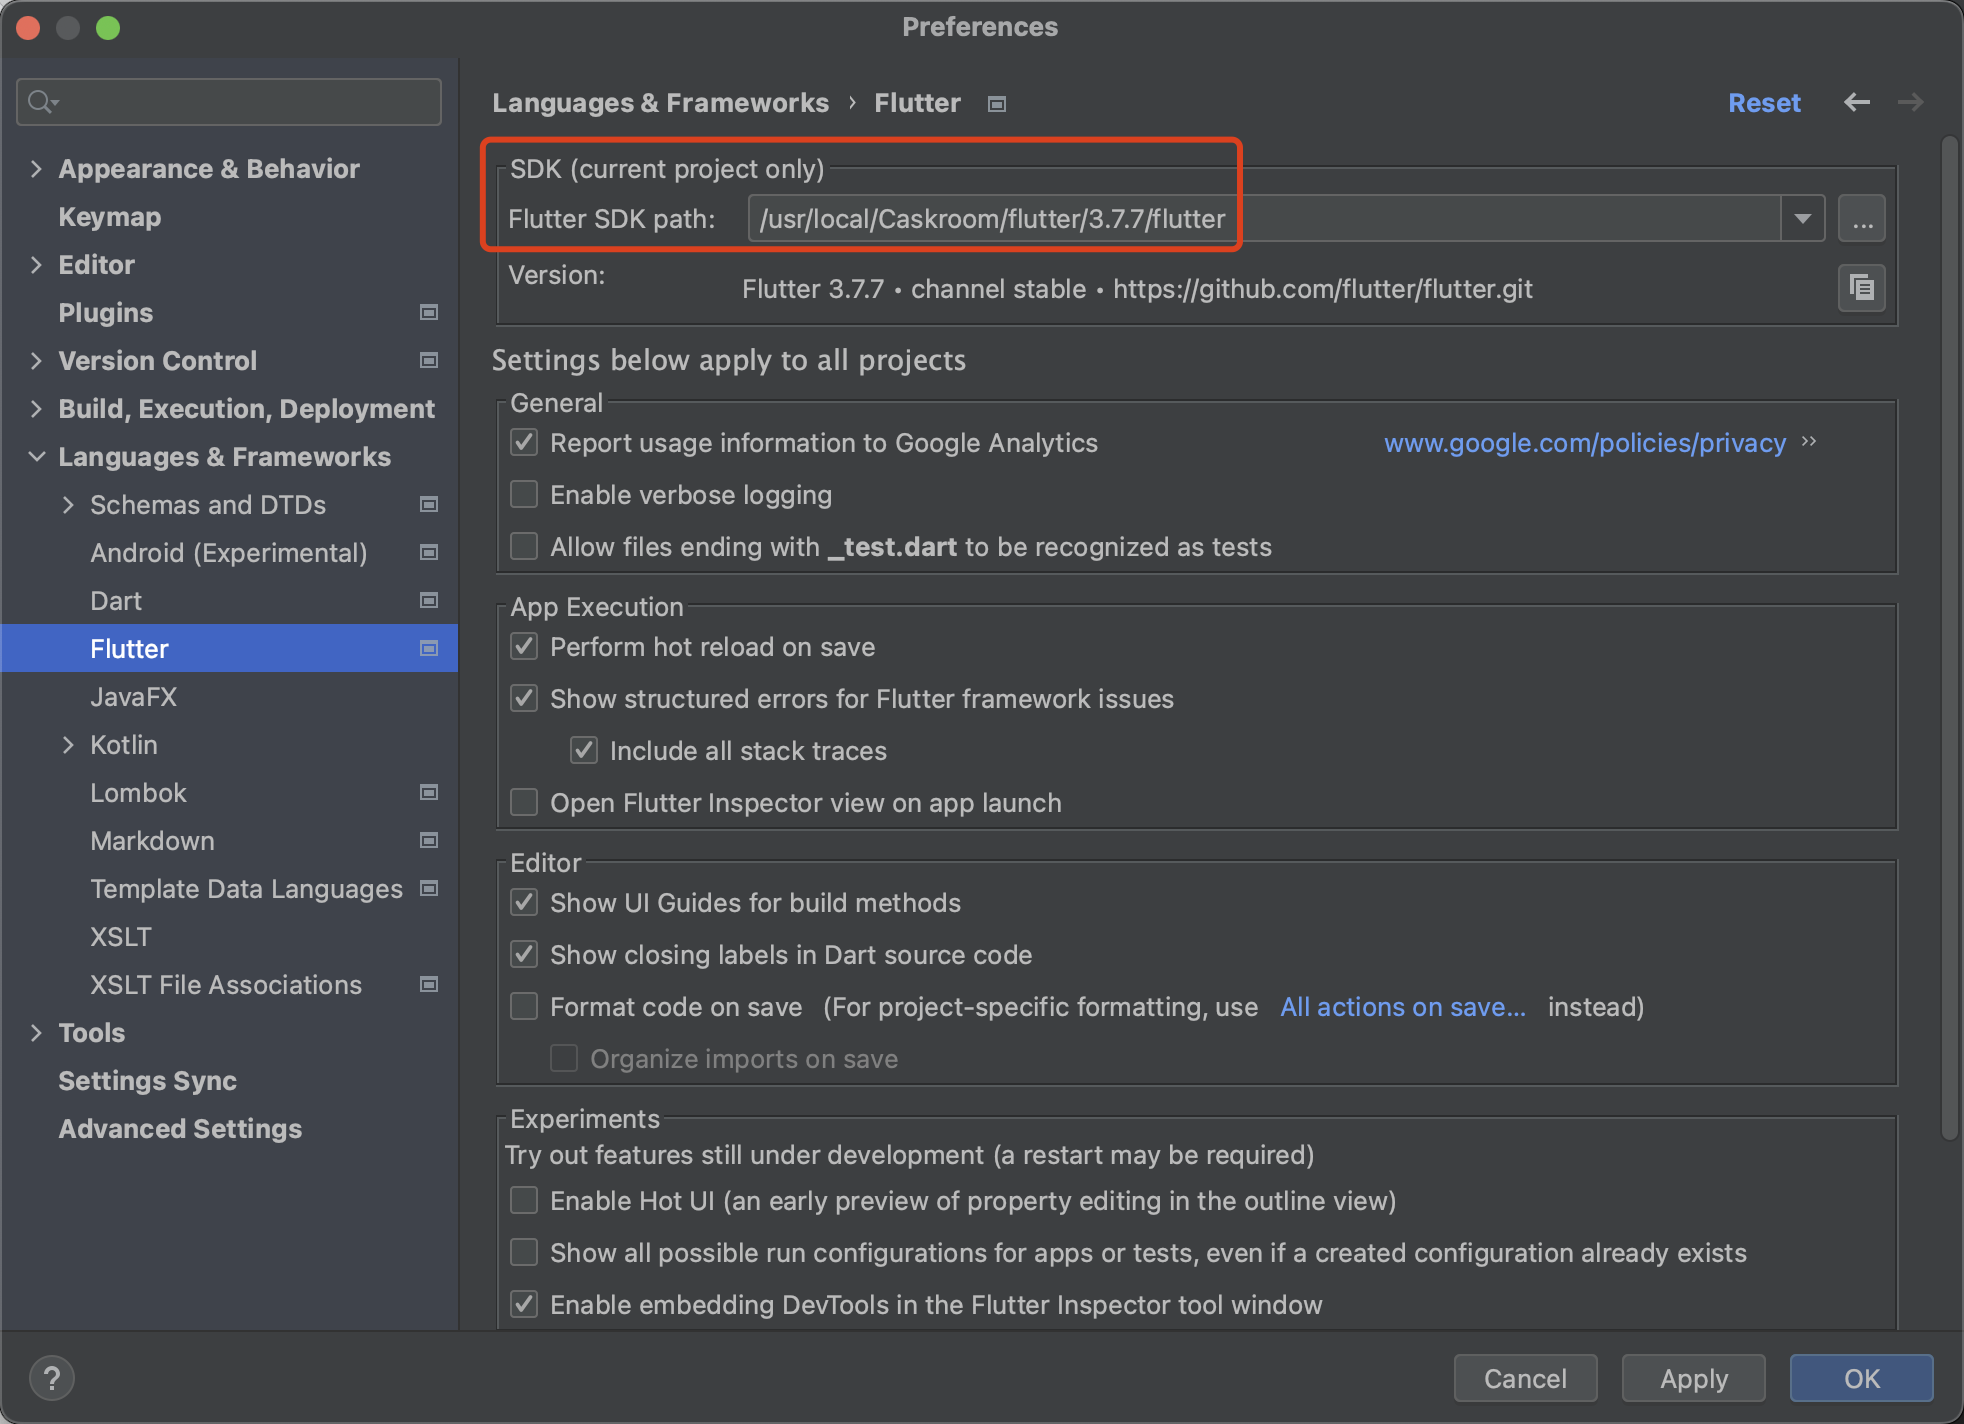 Preferences
Appearance & Behavior
Keymap
Editor
Plugins
Version Control
Build, Execution, Deployment
Languages & Frameworks
Schemas and DTDs
Android (Experimental)
Dart
Flutter
JavaFX
Kotlin
Lombok
Markdown
Template Data Languages
XSLT
XSLT File Associations
Tools
Settings Sync
Advanced Settings
?
Languages & Frameworks › Flutter
Reset
SDK (current project only)
Flutter SDK path: /usr/local/Caskroom/flutter/3.7.7/flutter ...
Version: Flutter 3.7.7 • channel stable • https://github.com/flutter/flutter.git
Settings below apply to all projects
General
Report usage information to Google Analytics www.google.com/policies/privacy
Enable verbose logging
Allow files ending with _test.dart to be recognized as tests
App Execution
Perform hot reload on save
Show structured errors for Flutter framework issues
Include all stack traces
Open Flutter Inspector view on app launch
Editor
Show UI Guides for build methods
Show closing labels in Dart source code
Format code on save (For project-specific formatting, use All actions on save... instead)
Organize imports on save
Experiments
Try out features still under development (a restart may be required)
Enable Hot UI (an early preview of property editing in the outline view)
Show all possible run configurations for apps or tests, even if a created configuration already exists
Enable embedding DevTools in the Flutter Inspector tool window
Cancel Apply OK